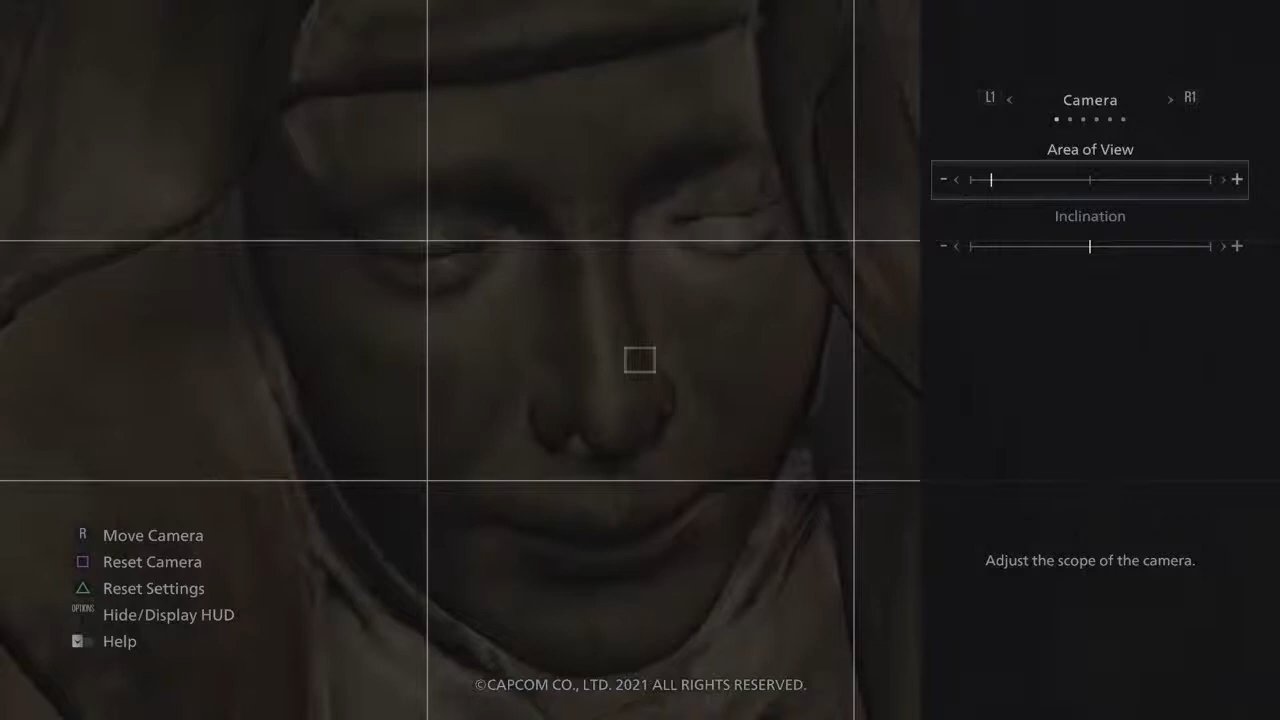 L1 < Camera > R1
Area of View
- < > +
Inclination
- < > +
R Move Camera
Reset Camera
Reset Settings
OPTIONS Hide/Display HUD
Help
Adjust the scope of the camera.
©CAPCOM CO., LTD. 2021 ALL RIGHTS RESERVED.